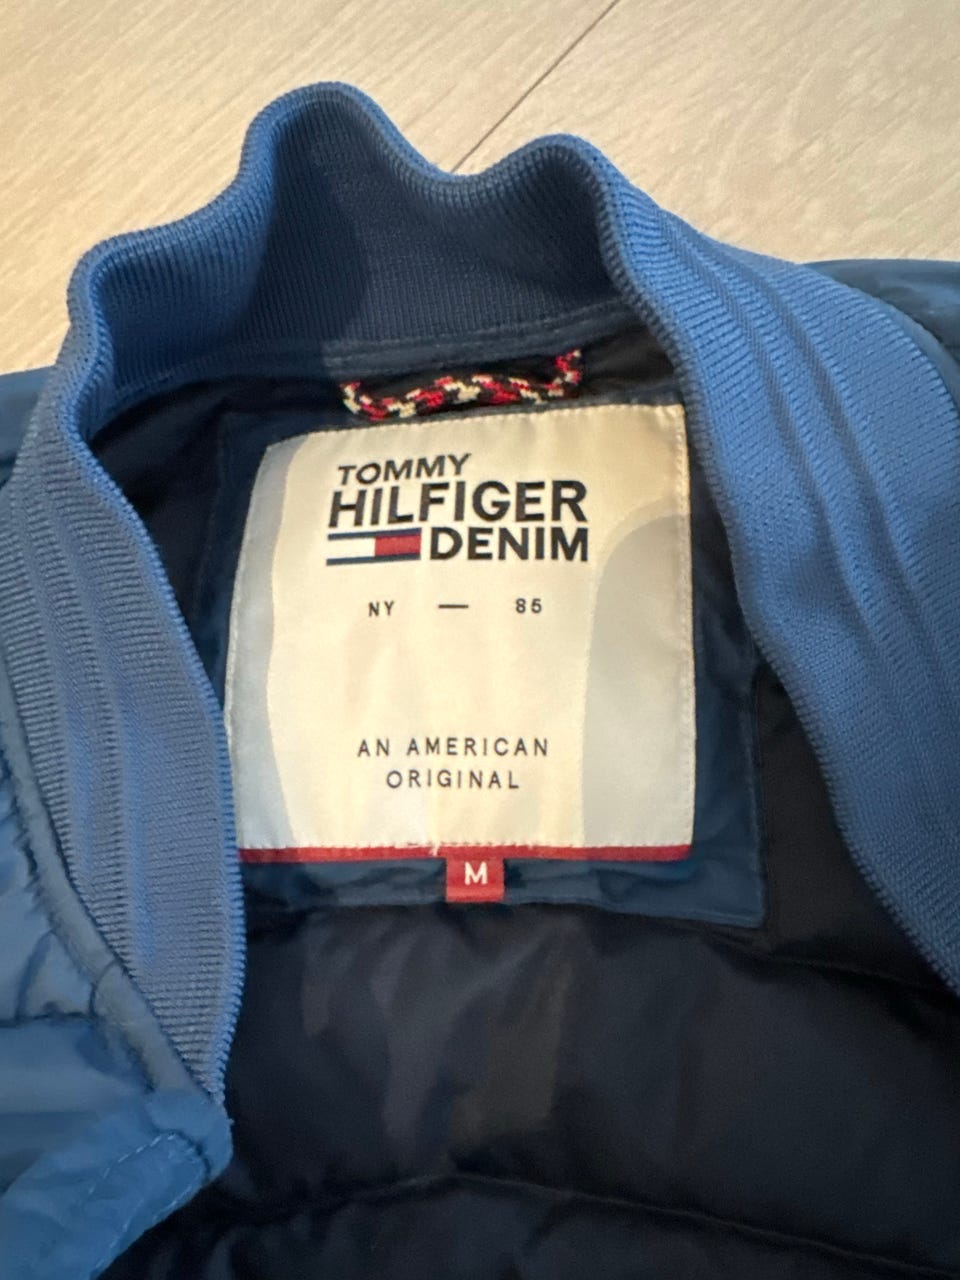 TOMMY
HILFIGER
DENIM
NY — 85
AN AMERICAN
ORIGINAL
M